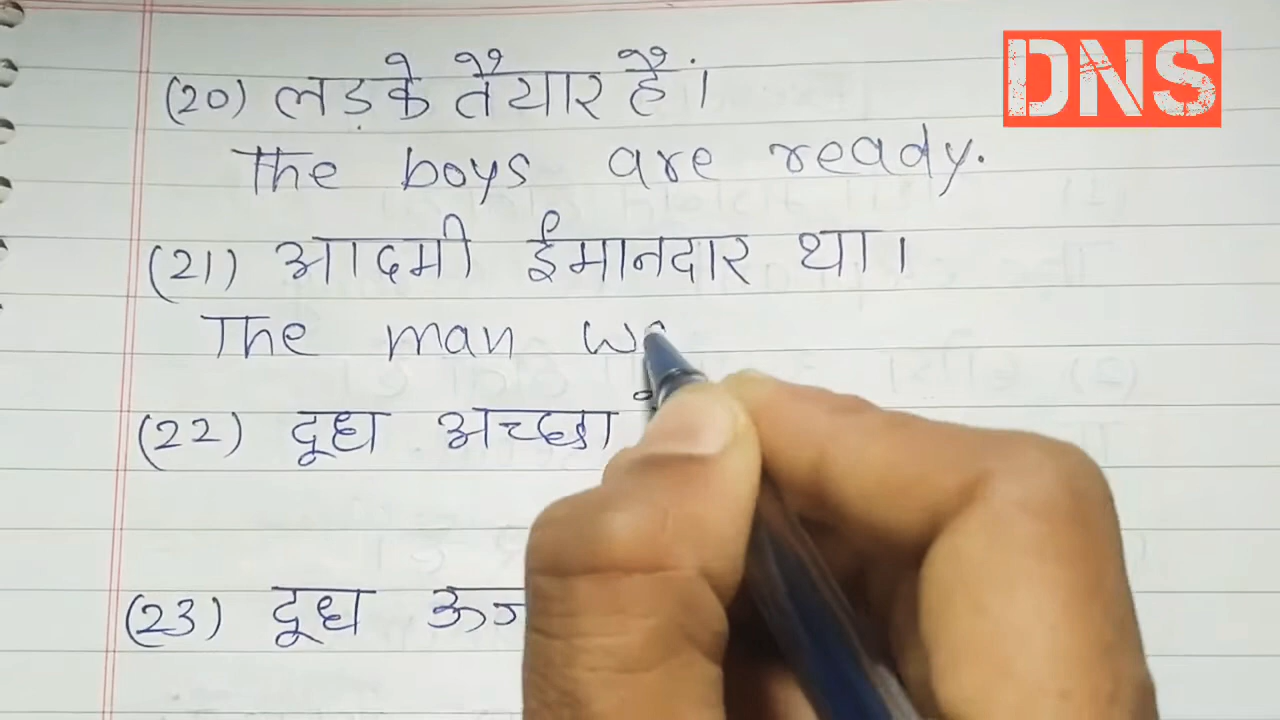 DNS
(20) लड़के तैयार हैं।
The boys are ready.
(21) आदमी ईमानदार था।
The man
(22) दूध अच्छा
(23) दूध